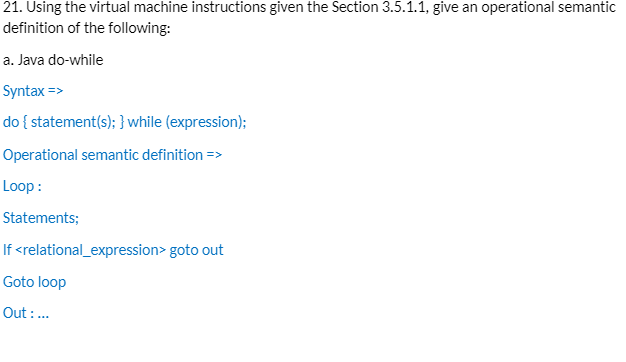 21. Using the virtual machine instructions given the Section 3.5.1.1, give an operational semantic
definition of the following:
a. Java do-while
Syntax =>
do { statement(s); } while (expression);
Operational semantic definition =>
Loop :
Statements;
If <relational_expression> goto out
Goto loop
Out : ...